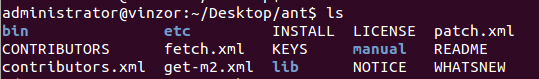 administrator@vinzor:~/Desktop/ant$ ls
bin etc INSTALL LICENSE patch.xml
CONTRIBUTORS fetch.xml KEYS manual README
contributors.xml get-m2.xml lib NOTICE WHATSNEW